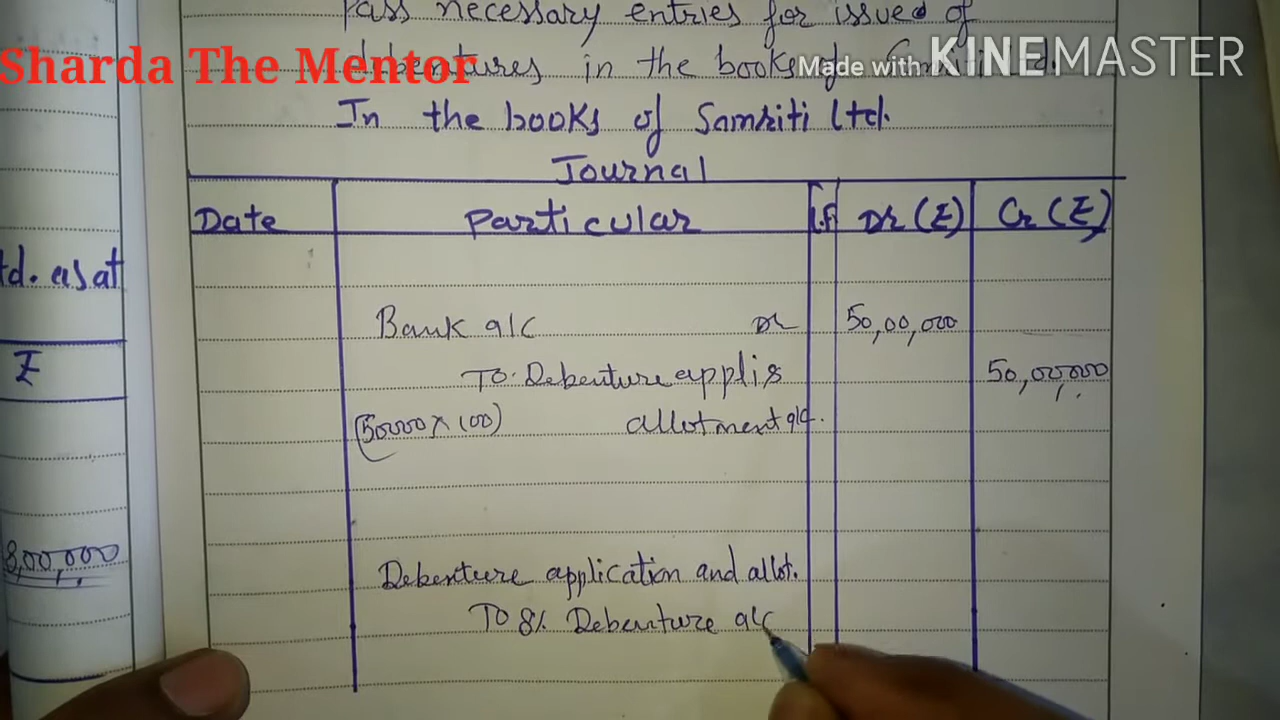 Pass necessary entries for issued of
debentures in the books of
Sharda The Mentor
Made with KINEMASTER
In the books of Samriti Ltd.
Journal
Date Particular L.F Dr (₹) Cr (₹)
td. as at
Bank a/c Dr 50,00,000
₹
To Debenture appli & 50,00,000
(50000 x 100) allotment a/c.
8,00,000
Debenture application and allot.
To 8% Debenture a/c